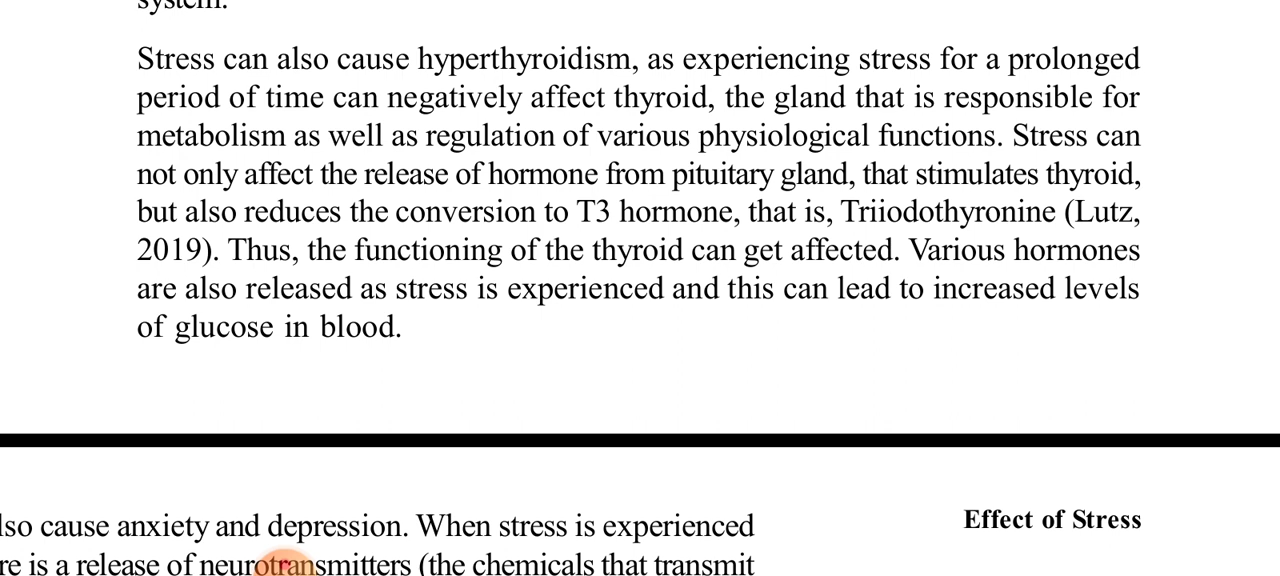 system.
Stress can also cause hyperthyroidism, as experiencing stress for a prolonged
period of time can negatively affect thyroid, the gland that is responsible for
metabolism as well as regulation of various physiological functions. Stress can
not only affect the release of hormone from pituitary gland, that stimulates thyroid,
but also reduces the conversion to T3 hormone, that is, Triiodothyronine (Lutz,
2019). Thus, the functioning of the thyroid can get affected. Various hormones
are also released as stress is experienced and this can lead to increased levels
of glucose in blood.
lso cause anxiety and depression. When stress is experienced
re is a release of neurotransmitters (the chemicals that transmit
Effect of Stress